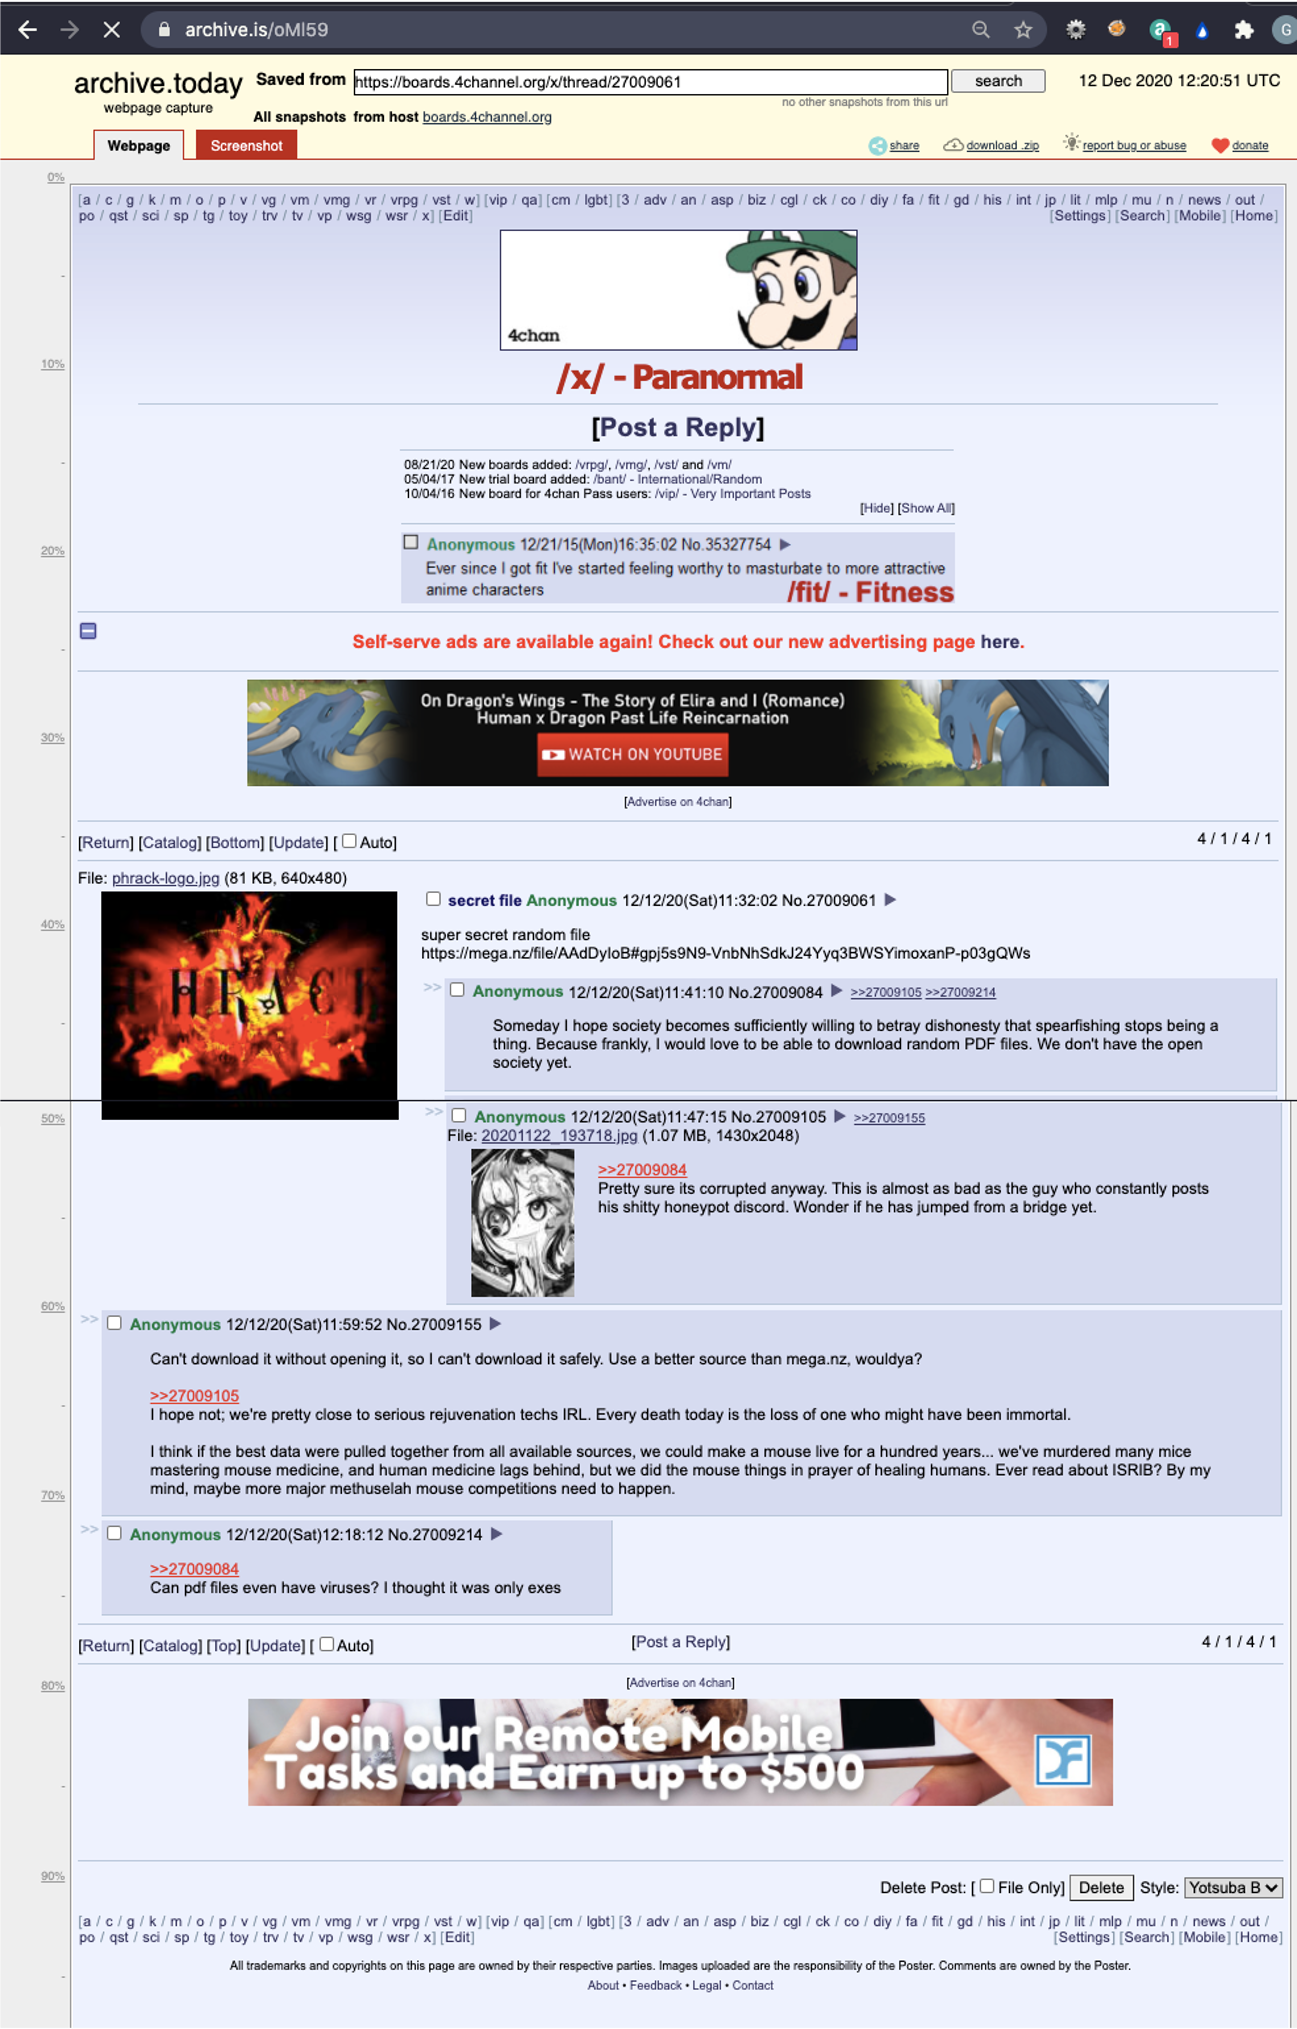 archive.is/oMl59
1
G
archive.today
webpage capture
Saved from https://boards.4channel.org/x/thread/27009061 search
no other snapshots from this url
12 Dec 2020 12:20:51 UTC
All snapshots from host boards.4channel.org
Webpage Screenshot
share download .zip report bug or abuse donate
0%
[a / c / g / k / m / o / p / v / vg / vm / vmg / vr / vrpg / vst / w] [vip / qa] [cm / lgbt] [3 / adv / an / asp / biz / cgl / ck / co / diy / fa / fit / gd / his / int / jp / lit / mlp / mu / n / news / out /
po / qst / sci / sp / tg / toy / trv / tv / vp / wsg / wsr / x] [Edit] [Settings] [Search] [Mobile] [Home]
4chan
10%
/x/ - Paranormal
[Post a Reply]
08/21/20 New boards added: /vrpg/, /vmg/, /vst/ and /vm/
05/04/17 New trial board added: /bant/ - International/Random
10/04/16 New board for 4chan Pass users: /vip/ - Very Important Posts
[Hide] [Show All]
20%
Anonymous 12/21/15(Mon)16:35:02 No.35327754 ▶
Ever since I got fit I've started feeling worthy to masturbate to more attractive
anime characters
/fit/ - Fitness
Self-serve ads are available again! Check out our new advertising page here.
On Dragon's Wings - The Story of Elira and I (Romance)
Human x Dragon Past Life Reincarnation
WATCH ON YOUTUBE
30%
[Advertise on 4chan]
[Return] [Catalog] [Bottom] [Update] [ Auto] 4 / 1 / 4 / 1
File: phrack-logo.jpg (81 KB, 640x480)
PHRACK
secret file Anonymous 12/12/20(Sat)11:32:02 No.27009061 ▶
40%
super secret random file
https://mega.nz/file/AAdDyloB#gpj5s9N9-VnbNhSdkJ24Yyq3BWSYimoxanP-p03gQWs
>> Anonymous 12/12/20(Sat)11:41:10 No.27009084 ▶ >>27009105 >>27009214
Someday I hope society becomes sufficiently willing to betray dishonesty that spearfishing stops being a
thing. Because frankly, I would love to be able to download random PDF files. We don't have the open
society yet.
50%
>> Anonymous 12/12/20(Sat)11:47:15 No.27009105 ▶ >>27009155
File: 20201122_193718.jpg (1.07 MB, 1430x2048)
>>27009084
Pretty sure its corrupted anyway. This is almost as bad as the guy who constantly posts
his shitty honeypot discord. Wonder if he has jumped from a bridge yet.
60%
>> Anonymous 12/12/20(Sat)11:59:52 No.27009155 ▶
Can't download it without opening it, so I can't download it safely. Use a better source than mega.nz, wouldya?
>>27009105
I hope not; we're pretty close to serious rejuvenation techs IRL. Every death today is the loss of one who might have been immortal.
I think if the best data were pulled together from all available sources, we could make a mouse live for a hundred years... we've murdered many mice
mastering mouse medicine, and human medicine lags behind, but we did the mouse things in prayer of healing humans. Ever read about ISRIB? By my
mind, maybe more major methuselah mouse competitions need to happen.
70%
>> Anonymous 12/12/20(Sat)12:18:12 No.27009214 ▶
>>27009084
Can pdf files even have viruses? I thought it was only exes
[Return] [Catalog] [Top] [Update] [ Auto] [Post a Reply] 4 / 1 / 4 / 1
80%
[Advertise on 4chan]
Join our Remote Mobile
Tasks and Earn up to $500
90%
Delete Post: [ File Only] Delete Style: Yotsuba B
[a / c / g / k / m / o / p / v / vg / vm / vmg / vr / vrpg / vst / w] [vip / qa] [cm / lgbt] [3 / adv / an / asp / biz / cgl / ck / co / diy / fa / fit / gd / his / int / jp / lit / mlp / mu / n / news / out /
po / qst / sci / sp / tg / toy / trv / tv / vp / wsg / wsr / x] [Edit] [Settings] [Search] [Mobile] [Home]
All trademarks and copyrights on this page are owned by their respective parties. Images uploaded are the responsibility of the Poster. Comments are owned by the Poster.
About • Feedback • Legal • Contact